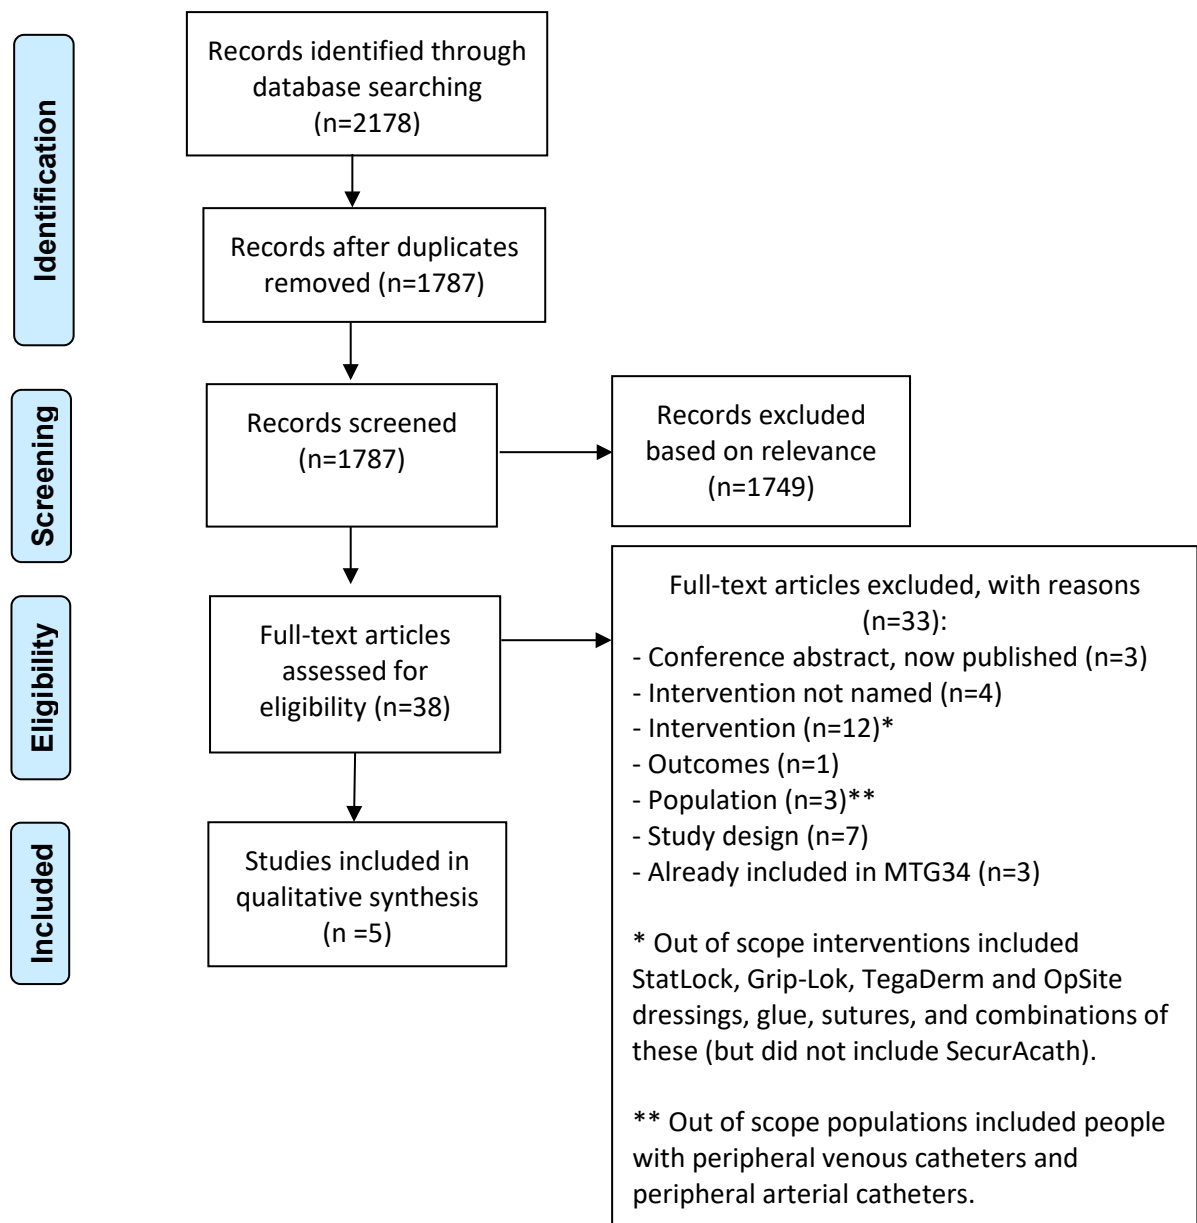 Identification
Records identified through
database searching
(n=2178)
Records after duplicates
removed (n=1787)
Screening
Records screened
(n=1787)
Records excluded
based on relevance
(n=1749)
Eligibility
Full-text articles
assessed for
eligibility (n=38)
Full-text articles excluded, with reasons
(n=33):
- Conference abstract, now published (n=3)
- Intervention not named (n=4)
- Intervention (n=12)*
- Outcomes (n=1)
- Population (n=3)**
- Study design (n=7)
- Already included in MTG34 (n=3)
* Out of scope interventions included
StatLock, Grip-Lok, TegaDerm and OpSite
dressings, glue, sutures, and combinations of
these (but did not include SecurAcath).
** Out of scope populations included people
with peripheral venous catheters and
peripheral arterial catheters.
Included
Studies included in
qualitative synthesis
(n =5)